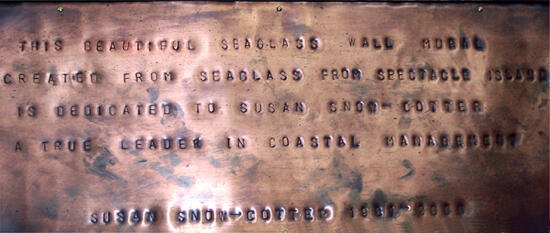 THIS BEAUTIFUL SEAGLASS WALL MURAL
CREATED FROM SEAGLASS FROM SPECTACLE ISLAND
IS DEDICATED TO SUSAN SNOW-COTTER
A TRUE LEADER IN COASTAL MANAGEMENT
SUSAN SNOW-COTTER